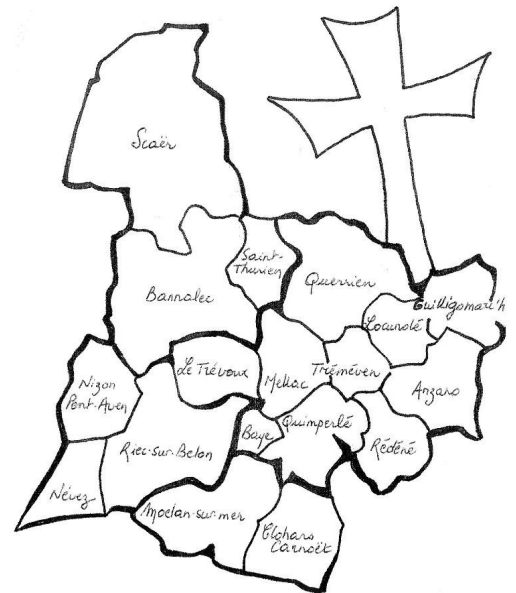 Scaër
Saint-
Thurien
Querrien
Bannalec
Guilligomarc'h
Locunolé
Le Trévoux
Mellac
Tréméven
Arzano
Nizon
Pont-Aven
Baye
Quimperlé
Rédéné
Riec-sur-Belon
Névez
Moëlan-sur-mer
Clohars
Carnoët